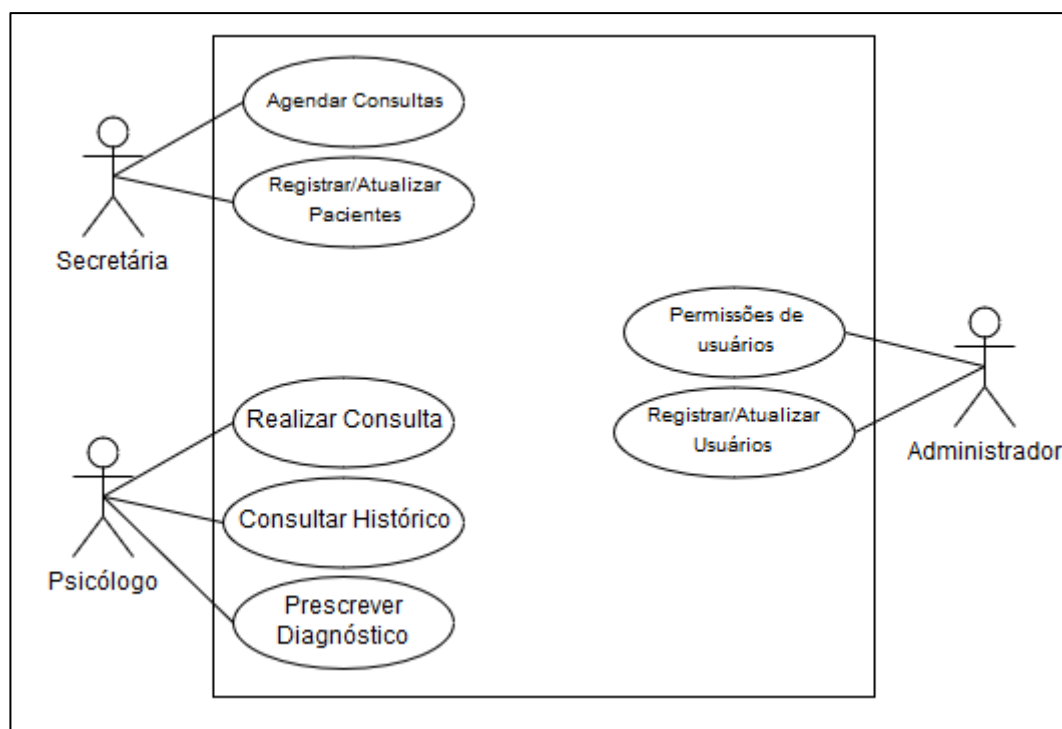 Agendar Consultas
Registrar/Atualizar
Pacientes
Secretária
Permissões de
usuários
Registrar/Atualizar
Usuários
Administrador
Realizar Consulta
Consultar Histórico
Prescrever
Diagnóstico
Psicólogo